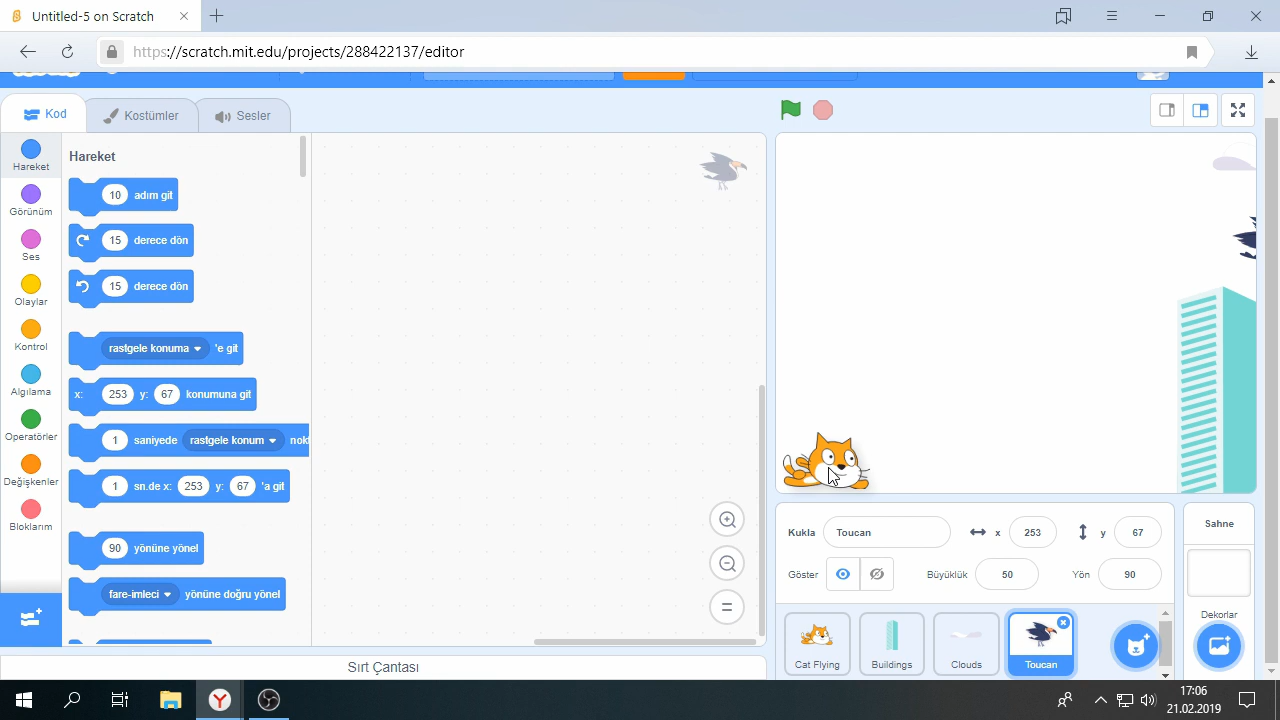 Untitled-5 on Scratch
https://scratch.mit.edu/projects/288422137/editor
Kod
Kostümler
Sesler
Hareket
Görünüm
Ses
Olaylar
Kontrol
Algılama
Operatörler
Değişkenler
Bloklarım
Hareket
10 adım git
15 derece dön
15 derece dön
rastgele konuma 'e git
x: 253 y: 67 konumuna git
1 saniyede rastgele konum nok
1 sn.de x: 253 y: 67 'a git
90 yönüne yönel
fare-imleci yönüne doğru yönel
Sırt Çantası
Kukla Toucan x 253 y 67
Göster Büyüklük 50 Yön 90
Cat Flying
Buildings
Clouds
Toucan
Sahne
Dekorlar
17:06
21.02.2019